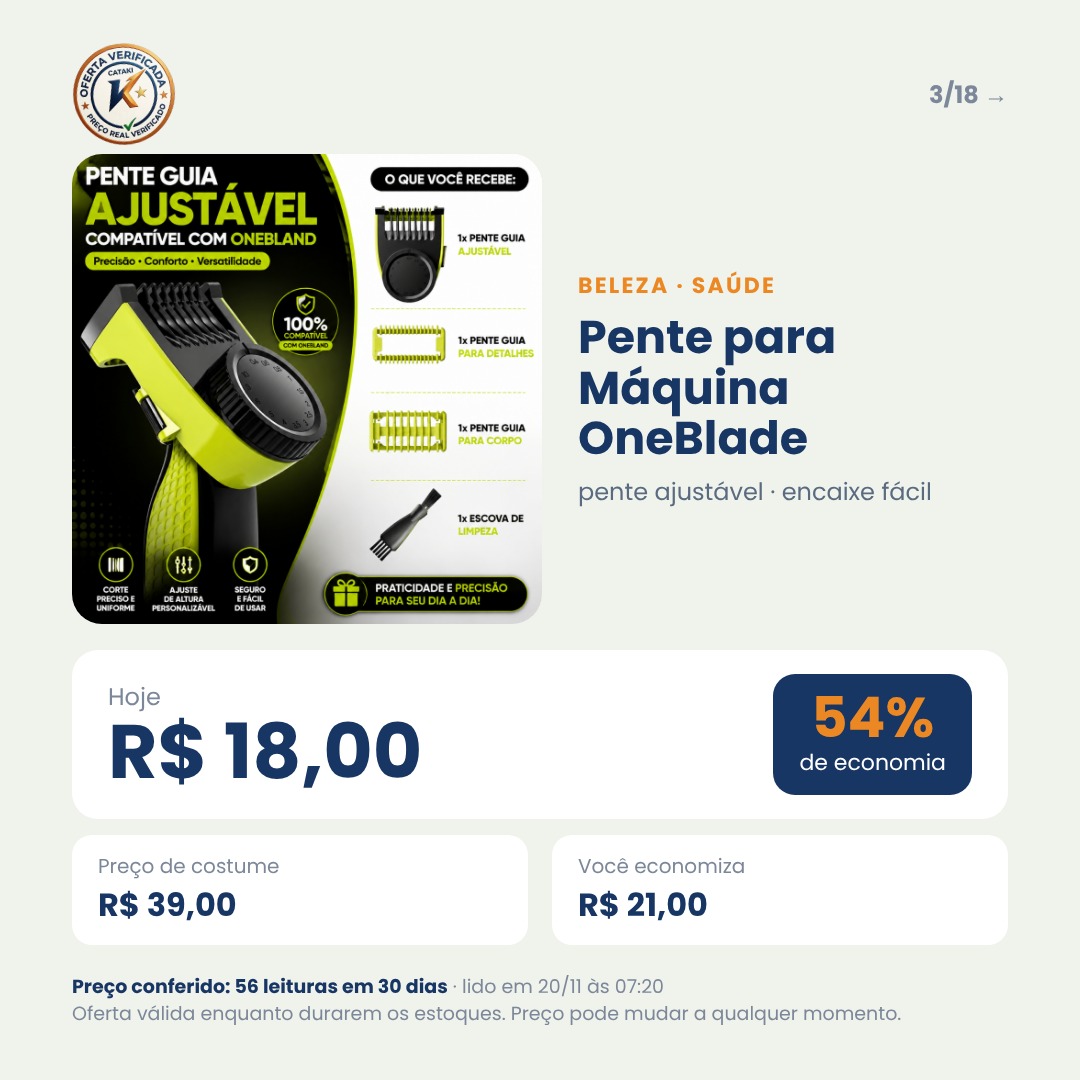 OFERTA VERIFICADA
CATAKI
K
PREÇO REAL VERIFICADO
3/18 →
PENTE GUIA
AJUSTÁVEL
COMPATÍVEL COM ONEBLAND
Precisão • Conforto • Versatilidade
100%
COMPATÍVEL
COM ONEBLAND
O QUE VOCÊ RECEBE:
1x PENTE GUIA
AJUSTÁVEL
1x PENTE GUIA
PARA DETALHES
1x PENTE GUIA
PARA CORPO
1x ESCOVA DE
LIMPEZA
CORTE
PRECISO E
UNIFORME
AJUSTE
DE ALTURA
PERSONALIZÁVEL
SEGURO
E FÁCIL
DE USAR
PRATICIDADE E PRECISÃO
PARA SEU DIA A DIA!
BELEZA · SAÚDE
Pente para
Máquina
OneBlade
pente ajustável · encaixe fácil
Hoje
R$ 18,00
54%
de economia
Preço de costume
R$ 39,00
Você economiza
R$ 21,00
Preço conferido: 56 leituras em 30 dias · lido em 20/11 às 07:20
Oferta válida enquanto durarem os estoques. Preço pode mudar a qualquer momento.